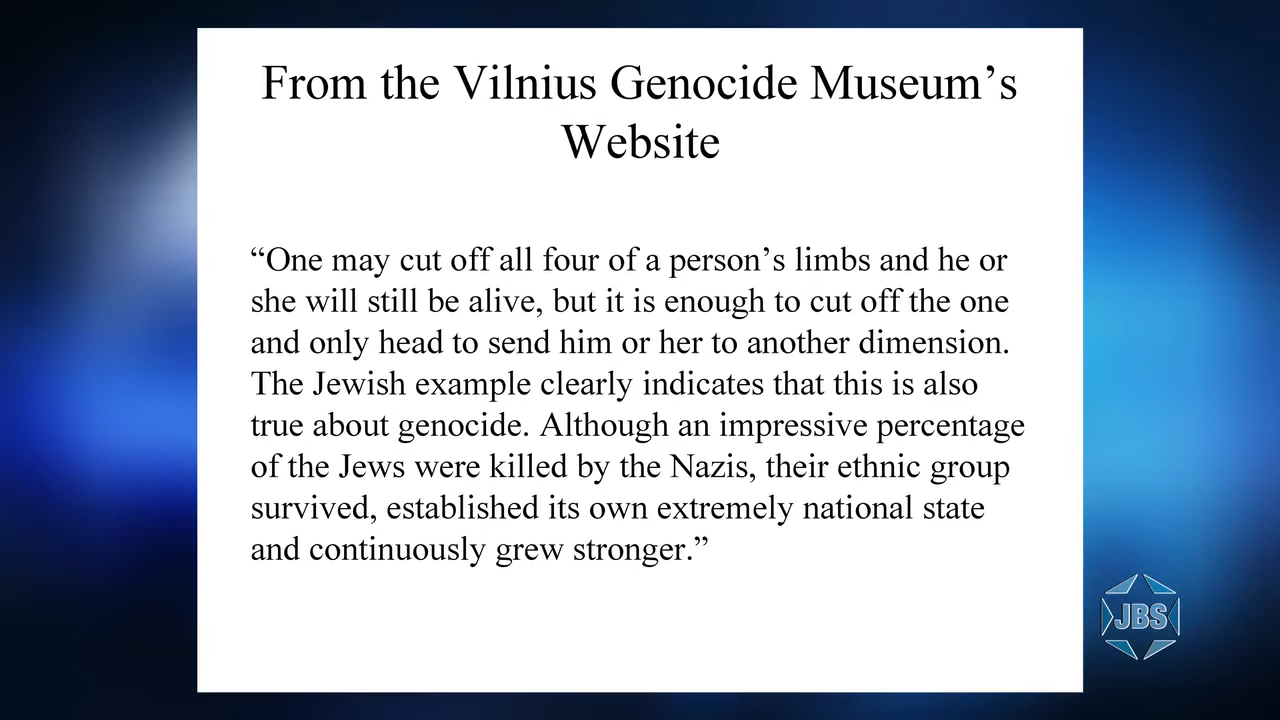 From the Vilnius Genocide Museum’s
Website
“One may cut off all four of a person’s limbs and he or
she will still be alive, but it is enough to cut off the one
and only head to send him or her to another dimension.
The Jewish example clearly indicates that this is also
true about genocide. Although an impressive percentage
of the Jews were killed by the Nazis, their ethnic group
survived, established its own extremely national state
and continuously grew stronger.”
JBS